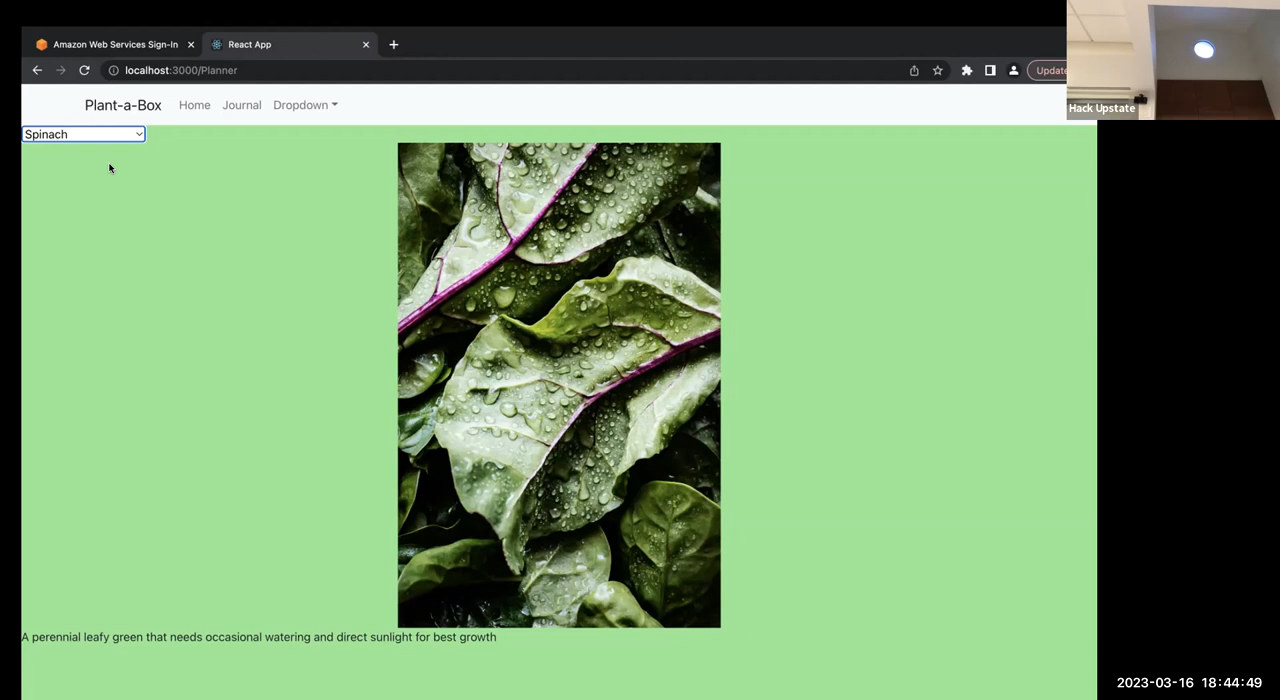 Amazon Web Services Sign-In
React App
localhost:3000/Planner
Update
Hack Upstate
Plant-a-Box Home Journal Dropdown
Spinach
A perennial leafy green that needs occasional watering and direct sunlight for best growth
2023-03-16 18:44:49